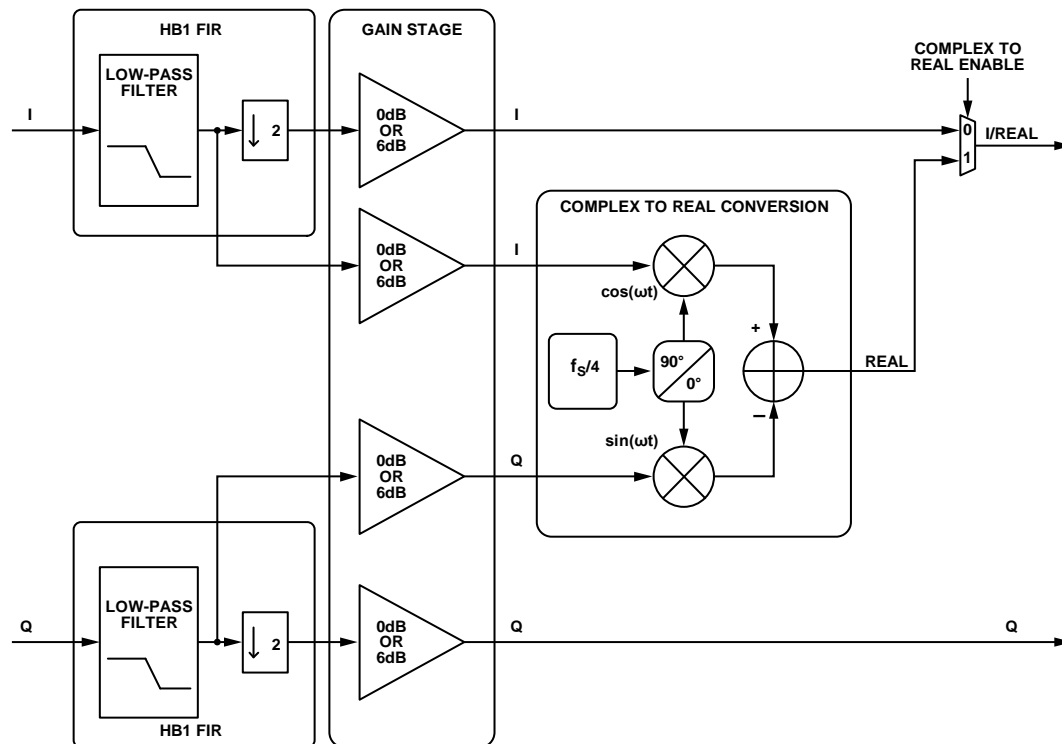 HB1 FIR
LOW-PASS
FILTER
I
2
GAIN STAGE
0dB
OR
6dB
I
COMPLEX TO
REAL ENABLE
0
1
I/REAL
0dB
OR
6dB
I
COMPLEX TO REAL CONVERSION
cos(ωt)
+
fS/4
90°
0°
REAL
–
sin(ωt)
0dB
OR
6dB
Q
Q
LOW-PASS
FILTER
2
HB1 FIR
0dB
OR
6dB
Q
Q